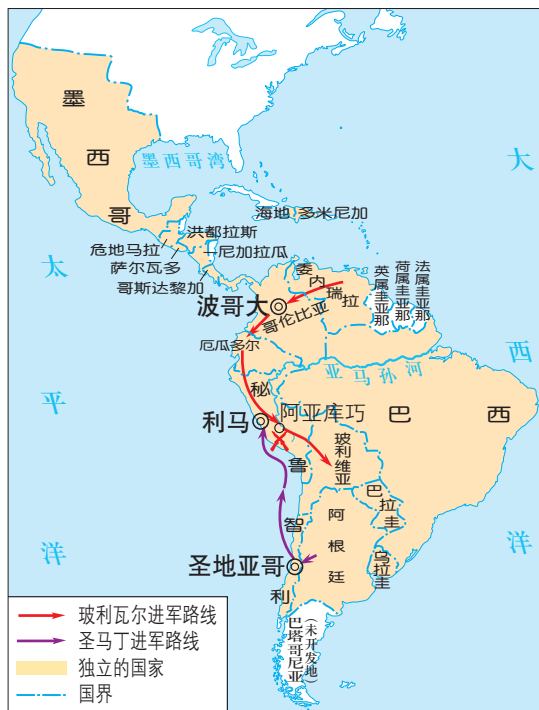 墨西哥
墨西哥湾
大西洋
太平洋
海地
多米尼加
洪都拉斯
危地马拉
尼加拉瓜
萨尔瓦多
哥斯达黎加
委内瑞拉
英属圭亚那
荷属圭亚那
法属圭亚那
波哥大
哥伦比亚
厄瓜多尔
亚马孙河
秘鲁
利马
阿亚库巧
巴西
玻利维亚
巴拉圭
智利
阿根廷
乌拉圭
圣地亚哥
巴塔哥尼亚
(未开发地)
玻利瓦尔进军路线
圣马丁进军路线
独立的国家
国界